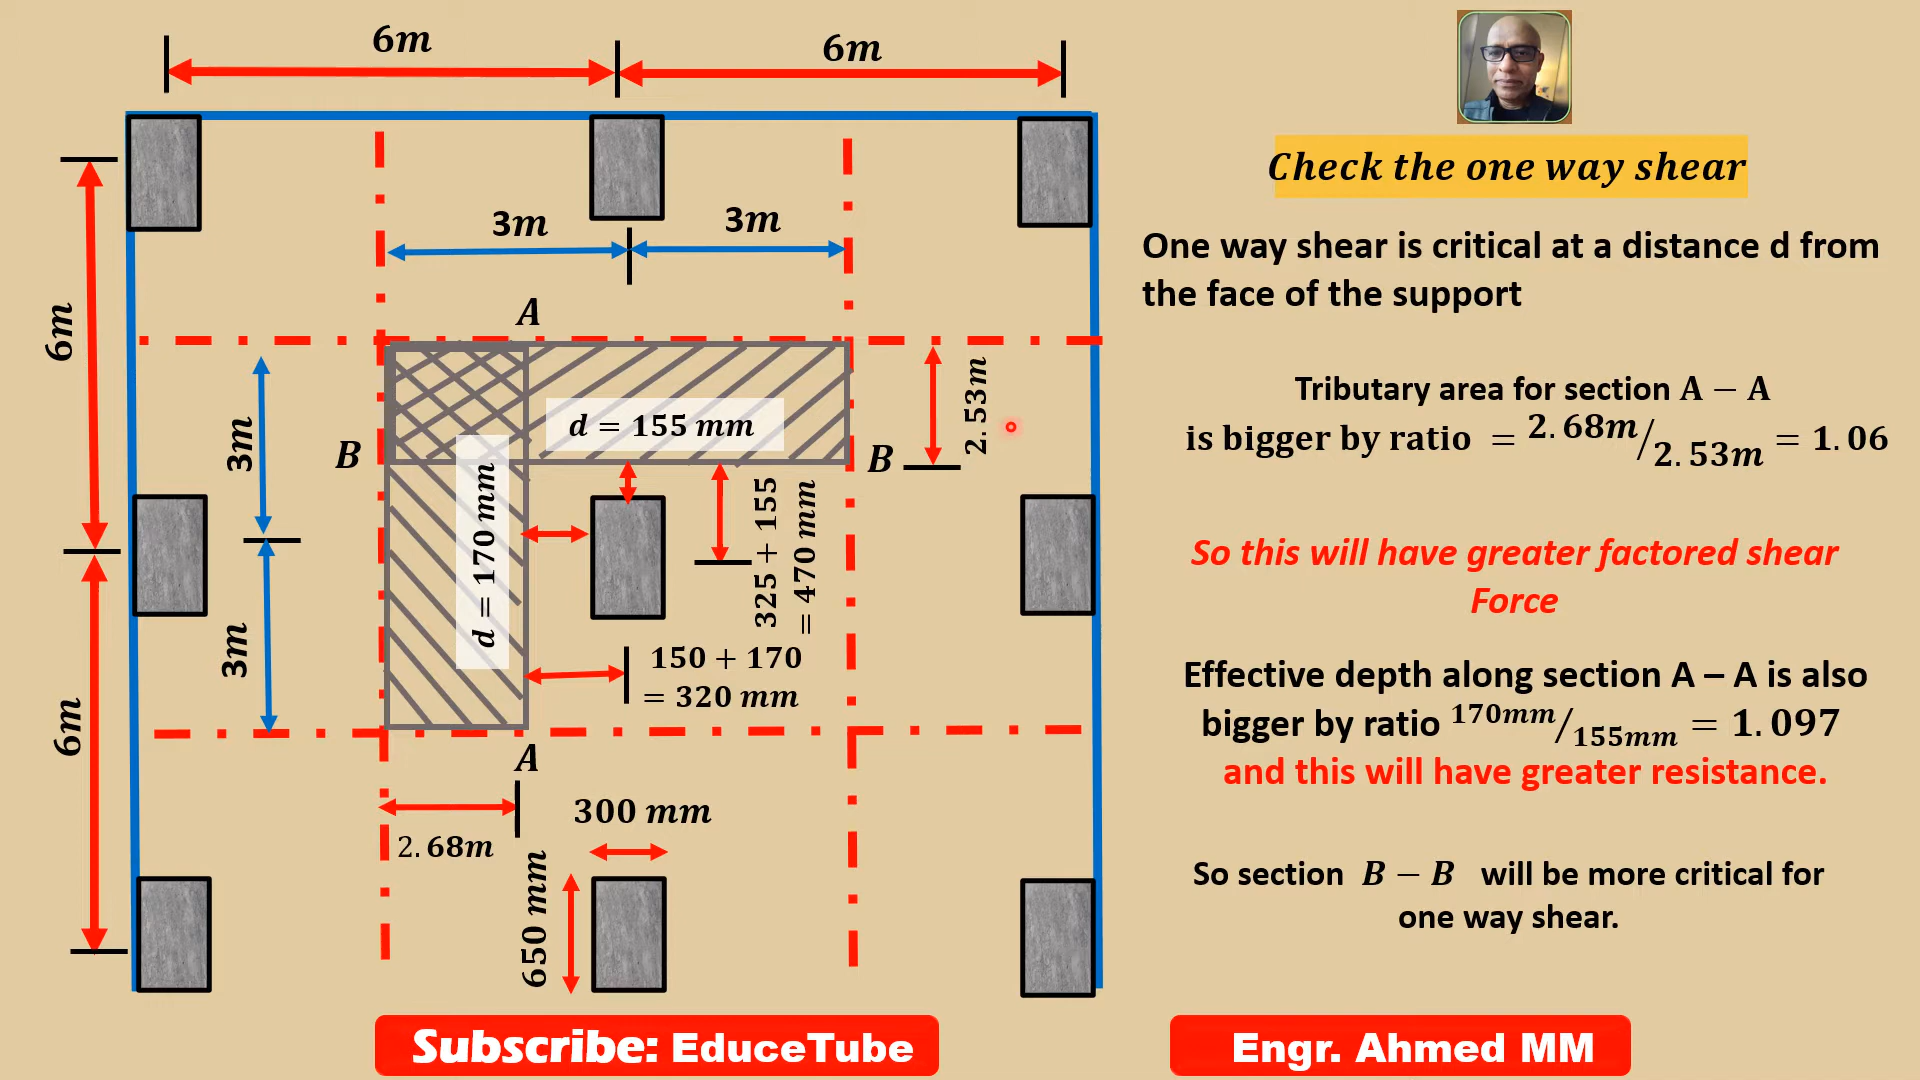 6m
6m
Check the one way shear
3m
3m
One way shear is critical at a distance d from
the face of the support
6m
A
Tributary area for section A − A
is bigger by ratio = 2.68m/2.53m = 1.06
2.53m
d = 155 mm
3m
B
B
d = 170 mm
325 + 155
= 470 mm
So this will have greater factored shear
Force
3m
150 + 170
= 320 mm
Effective depth along section A – A is also
bigger by ratio 170mm/155mm = 1.097
and this will have greater resistance.
6m
A
300 mm
2.68m
650 mm
So section B − B will be more critical for
one way shear.
Subscribe: EduceTube
Engr. Ahmed MM